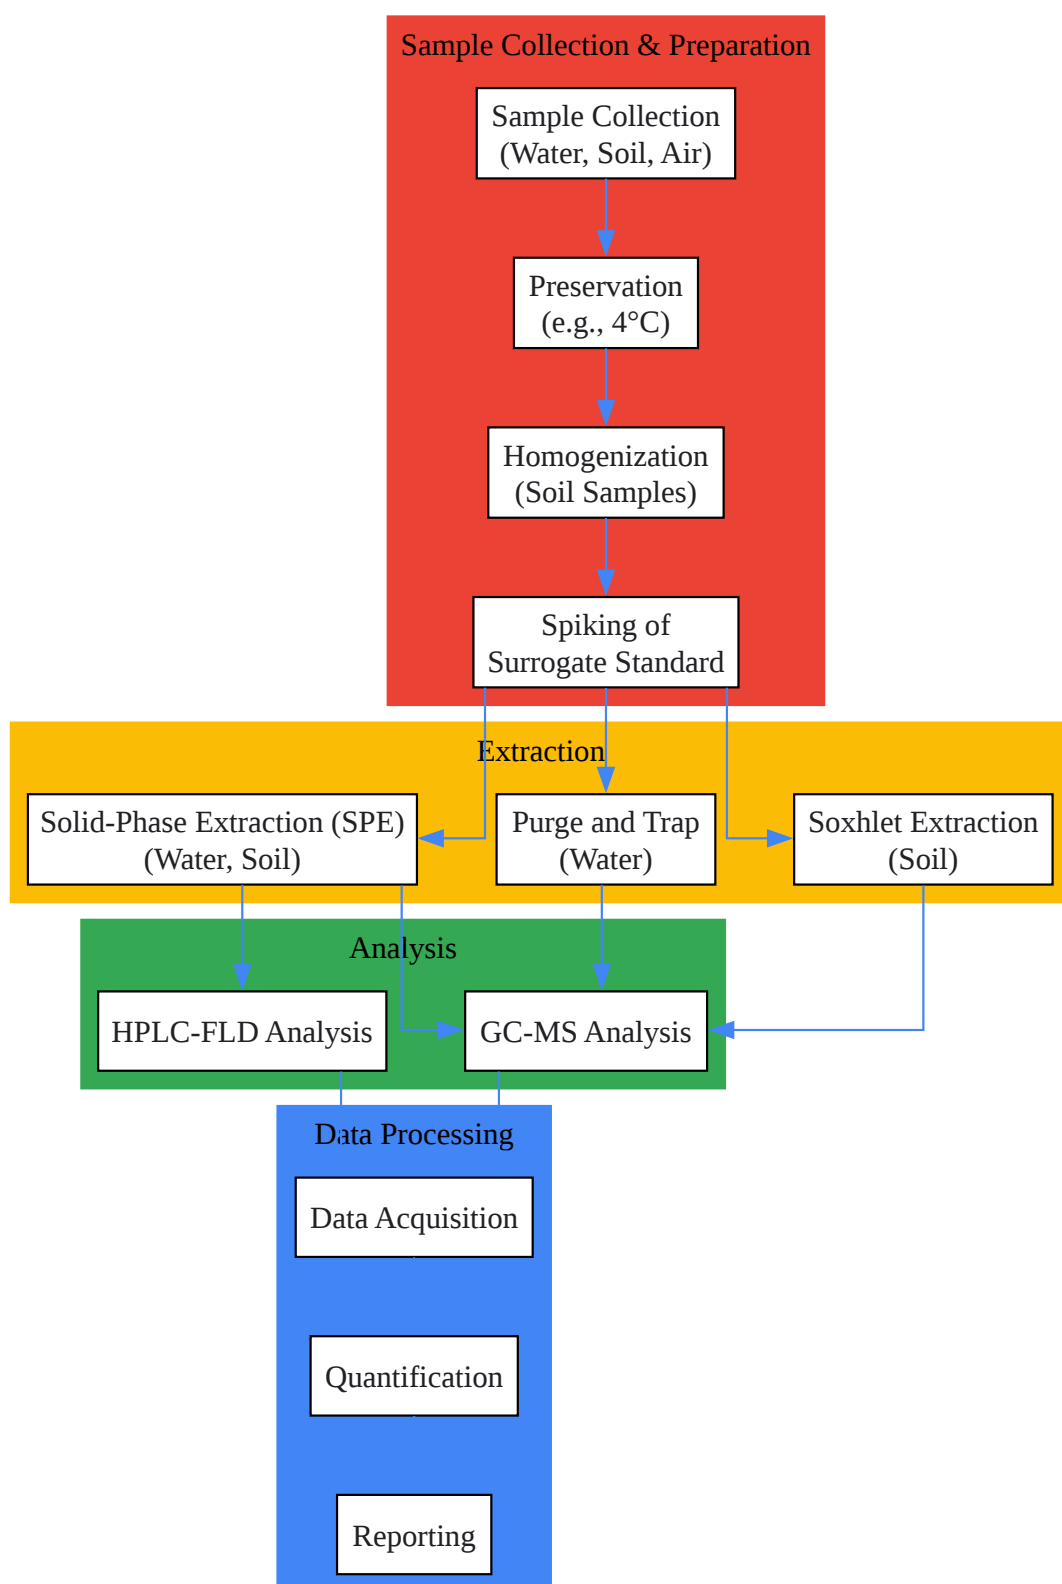 Sample Collection & Preparation
Sample Collection
(Water, Soil, Air)
Preservation
(e.g., 4°C)
Homogenization
(Soil Samples)
Spiking of
Surrogate Standard
Extraction
Solid-Phase Extraction (SPE)
(Water, Soil)
Purge and Trap
(Water)
Soxhlet Extraction
(Soil)
Analysis
HPLC-FLD Analysis
GC-MS Analysis
Data Processing
Data Acquisition
Quantification
Reporting